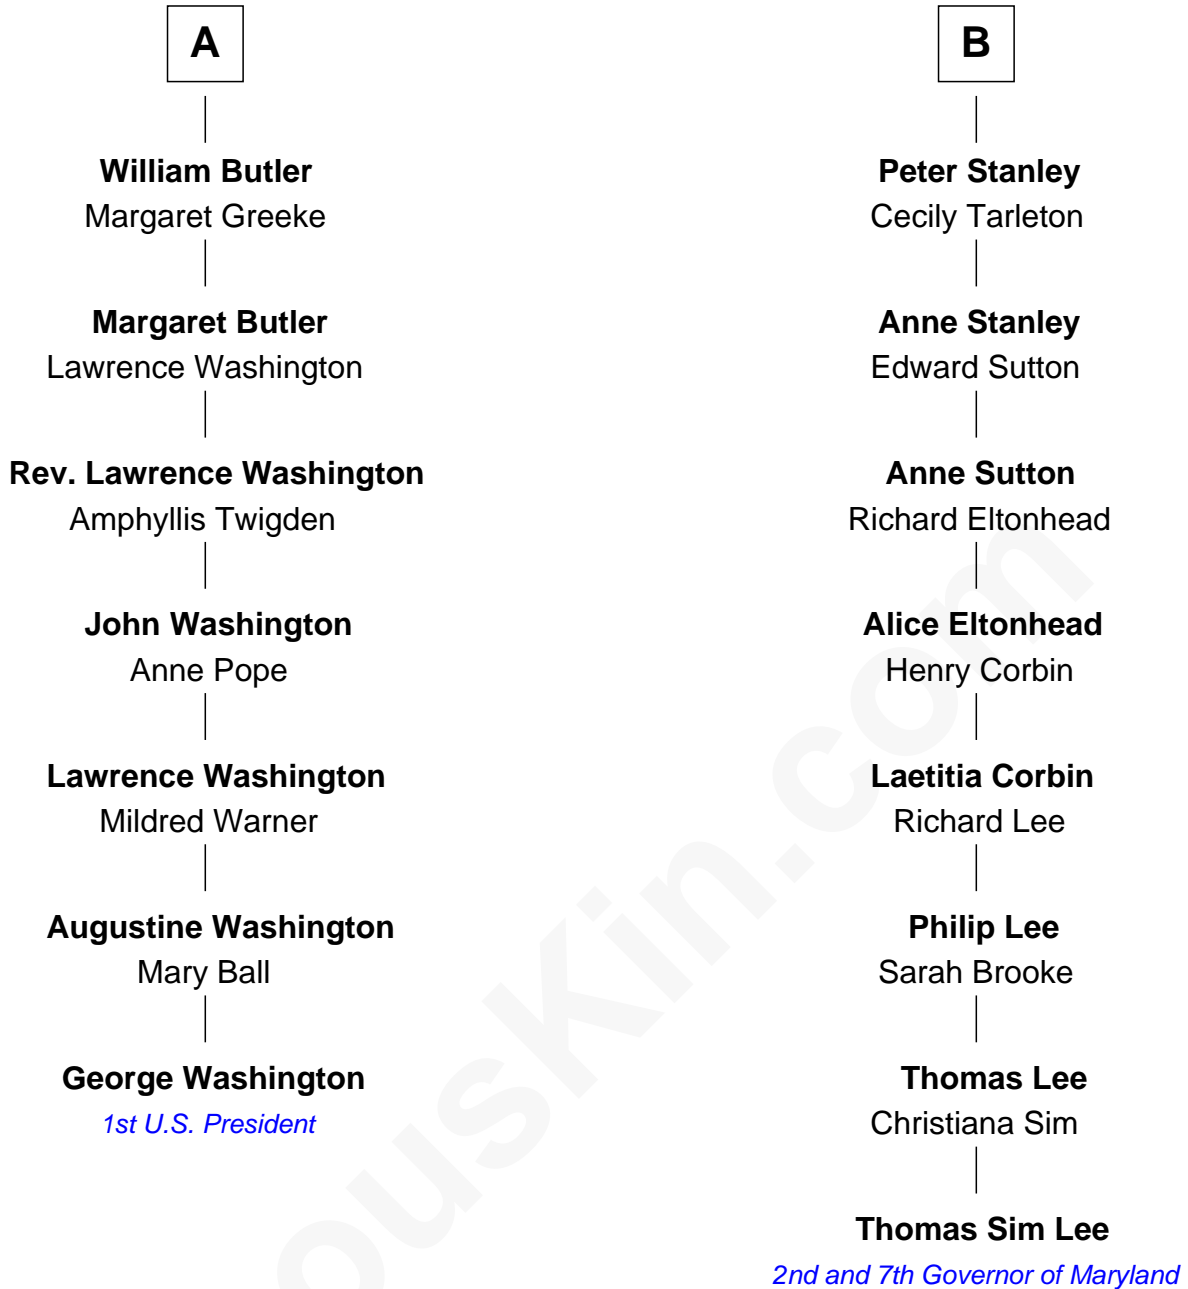 A
William Butler
Margaret Greeke
Margaret Butler
Lawrence Washington
Rev. Lawrence Washington
Amphyllis Twigden
John Washington
Anne Pope
Lawrence Washington
Mildred Warner
Augustine Washington
Mary Ball
George Washington
1st U.S. President
B
Peter Stanley
Cecily Tarleton
Anne Stanley
Edward Sutton
Anne Sutton
Richard Eltonhead
Alice Eltonhead
Henry Corbin
Laetitia Corbin
Richard Lee
Philip Lee
Sarah Brooke
Thomas Lee
Christiana Sim
Thomas Sim Lee
2nd and 7th Governor of Maryland
ousKin.com